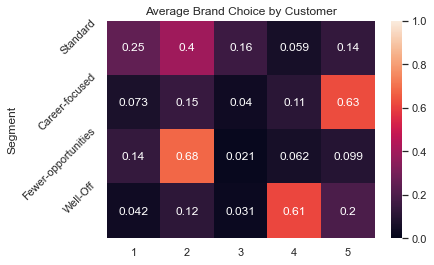 Average Brand Choice by Customer
Segment
Standard
0.25 0.4 0.16 0.059 0.14
Career-focused
0.073 0.15 0.04 0.11 0.63
Fewer-opportunities
0.14 0.68 0.021 0.062 0.099
Well-Off
0.042 0.12 0.031 0.61 0.2
1 2 3 4 5
1.0
0.8
0.6
0.4
0.2
0.0